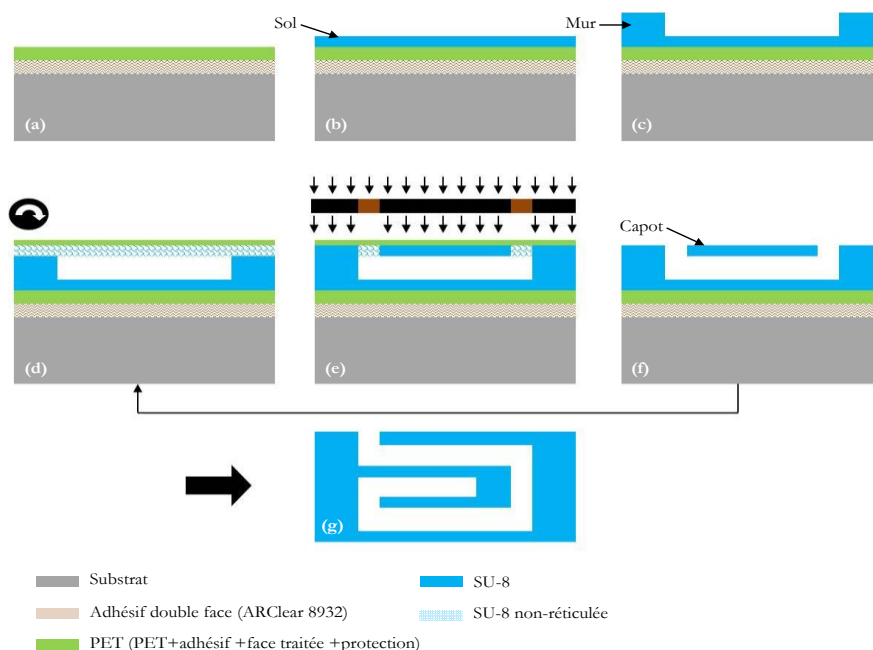 Sol
Mur
(a)
(b)
(c)
Capot
(d)
(e)
(f)
(g)
Substrat
SU-8
Adhésif double face (ARClear 8932)
SU-8 non-réticulée
PET (PET+adhésif +face traitée +protection)